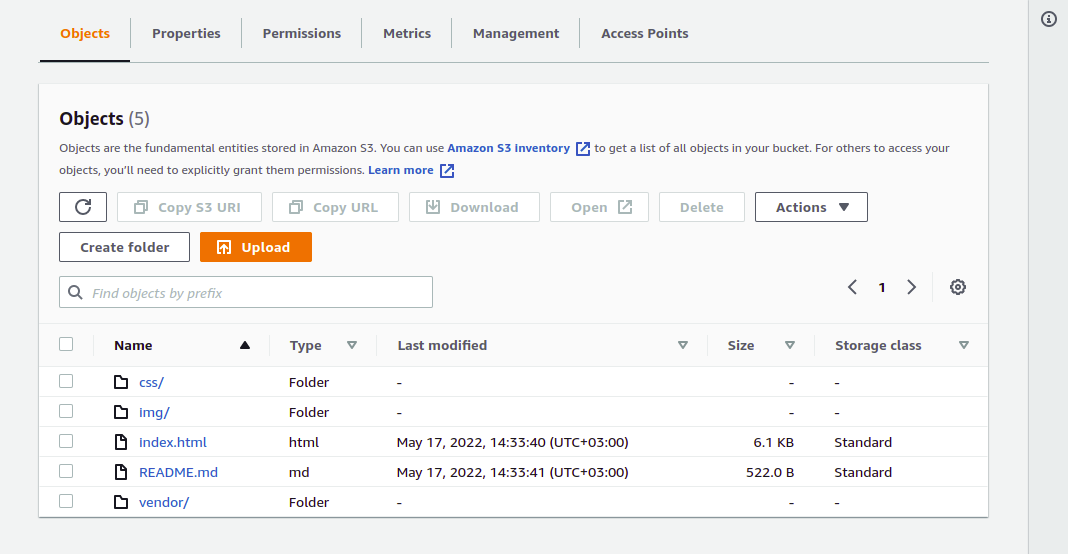 Objects Properties Permissions Metrics Management Access Points
Objects (5)
Objects are the fundamental entities stored in Amazon S3. You can use Amazon S3 inventory to get a list of all objects in your bucket. For others to access your
objects, you'll need to explicitly grant them permissions. Learn more
Copy S3 URI Copy URL Download Open Delete Actions
Create folder Upload
Find objects by prefix 1
Name Type Last modified Size Storage class
css/ Folder - - -
img/ Folder - - -
index.html html May 17, 2022, 14:33:40 (UTC+03:00) 6.1 KB Standard
README.md md May 17, 2022, 14:33:41 (UTC+03:00) 522.0 B Standard
vendor/ Folder - - -